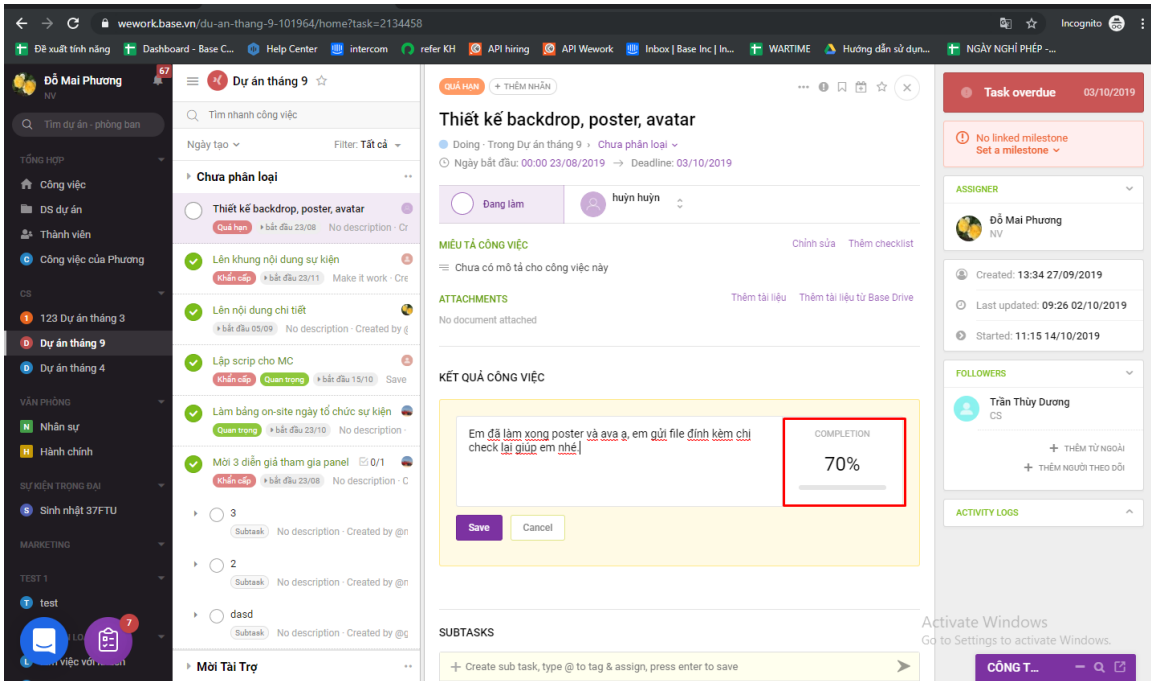 wework.base.vn/du-an-thang-9-101964/home?task=2134458
Incognito
Đề xuất tính năng
Dashboard - Base C...
Help Center
intercom
refer KH
API hiring
API Wework
Inbox | Base Inc | In...
WARTIME
Hướng dẫn sử dụn...
NGÀY NGHỈ PHÉP -...
Đỗ Mai Phương
NV
67
Tìm dự án - phòng ban
TỔNG HỢP
Công việc
DS dự án
Thành viên
C Công việc của Phương
CS
1 123 Dự án tháng 3
D Dự án tháng 9
D Dự án tháng 4
VĂN PHÒNG
N Nhân sự
H Hành chính
SỰ KIỆN TRỌNG ĐẠI
S Sinh nhật 37FTU
MARKETING
TEST 1
T test
7
Dự án tháng 9
Tìm nhanh công việc
Ngày tạo
Filter: Tất cả
Chưa phân loại
Thiết kế backdrop, poster, avatar
Quá hạn bắt đầu 23/08 No description · Cr
Lên khung nội dung sự kiện
Khẩn cấp bắt đầu 23/11 Make it work · Cre
Lên nội dung chi tiết
bắt đầu 05/09 No description · Created by
Lập scrip cho MC
Khẩn cấp Quan trọng bắt đầu 15/10 Save
Làm bảng on-site ngày tổ chức sự kiện
Quan trọng bắt đầu 23/10 No description ·
Mời 3 diễn giả tham gia panel 0/1
Khẩn cấp bắt đầu 23/08 No description · C
3
Subtask No description · Created by @n
2
Subtask No description · Created by @n
dasd
Subtask No description · Created by @g
Mời Tài Trợ
QUÁ HẠN
+ THÊM NHÃN
Thiết kế backdrop, poster, avatar
Doing · Trong Dự án tháng 9 › Chưa phân loại
Ngày bắt đầu: 00:00 23/08/2019 → Deadline: 03/10/2019
Đang làm
huỳn huỳn
MIÊU TẢ CÔNG VIỆC
Chỉnh sửa Thêm checklist
Chưa có mô tả cho công việc này
ATTACHMENTS
Thêm tài liệu Thêm tài liệu từ Base Drive
No document attached
KẾT QUẢ CÔNG VIỆC
Em đã làm xong poster và ava ạ, em gửi file đính kèm chị
check lại giúp em nhé.
COMPLETION
70%
Save
Cancel
SUBTASKS
+ Create sub task, type @ to tag & assign, press enter to save
Task overdue 03/10/2019
No linked milestone
Set a milestone
ASSIGNER
Đỗ Mai Phương
NV
Created: 13:34 27/09/2019
Last updated: 09:26 02/10/2019
Started: 11:15 14/10/2019
FOLLOWERS
Trần Thùy Dương
CS
+ THÊM TỪ NGOÀI
+ THÊM NGƯỜI THEO DÕI
ACTIVITY LOGS
Activate Windows
Go to Settings to activate Windows.
CÔNG T...